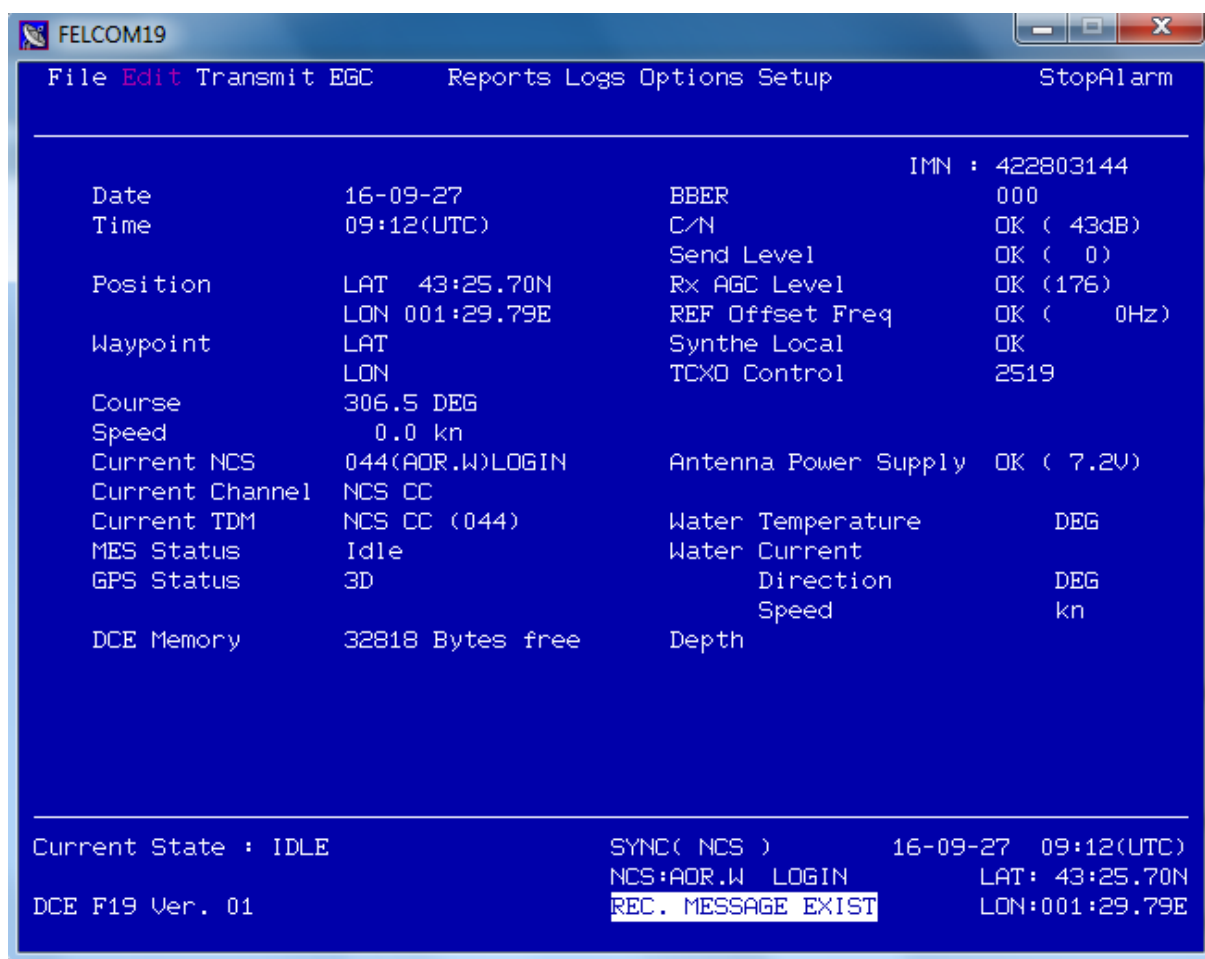 FELCOM19
File Edit Transmit EGC Reports Logs Options Setup StopAlarm
IMN : 422803144
Date 16-09-27 BBER 000
Time 09:12(UTC) C/N OK ( 43dB)
Send Level OK ( 0)
Position LAT 43:25.70N Rx AGC Level OK (176)
LON 001:29.79E REF Offset Freq OK ( 0Hz)
Waypoint LAT Synthe Local OK
LON TCXO Control 2519
Course 306.5 DEG
Speed 0.0 kn
Current NCS 044(AOR.W)LOGIN Antenna Power Supply OK ( 7.2V)
Current Channel NCS CC
Current TDM NCS CC (044) Water Temperature DEG
MES Status Idle Water Current
GPS Status 3D Direction DEG
Speed kn
DCE Memory 32818 Bytes free Depth
Current State : IDLE SYNC( NCS ) 16-09-27 09:12(UTC)
NCS:AOR.W LOGIN LAT: 43:25.70N
DCE F19 Ver. 01 REC. MESSAGE EXIST LON:001:29.79E